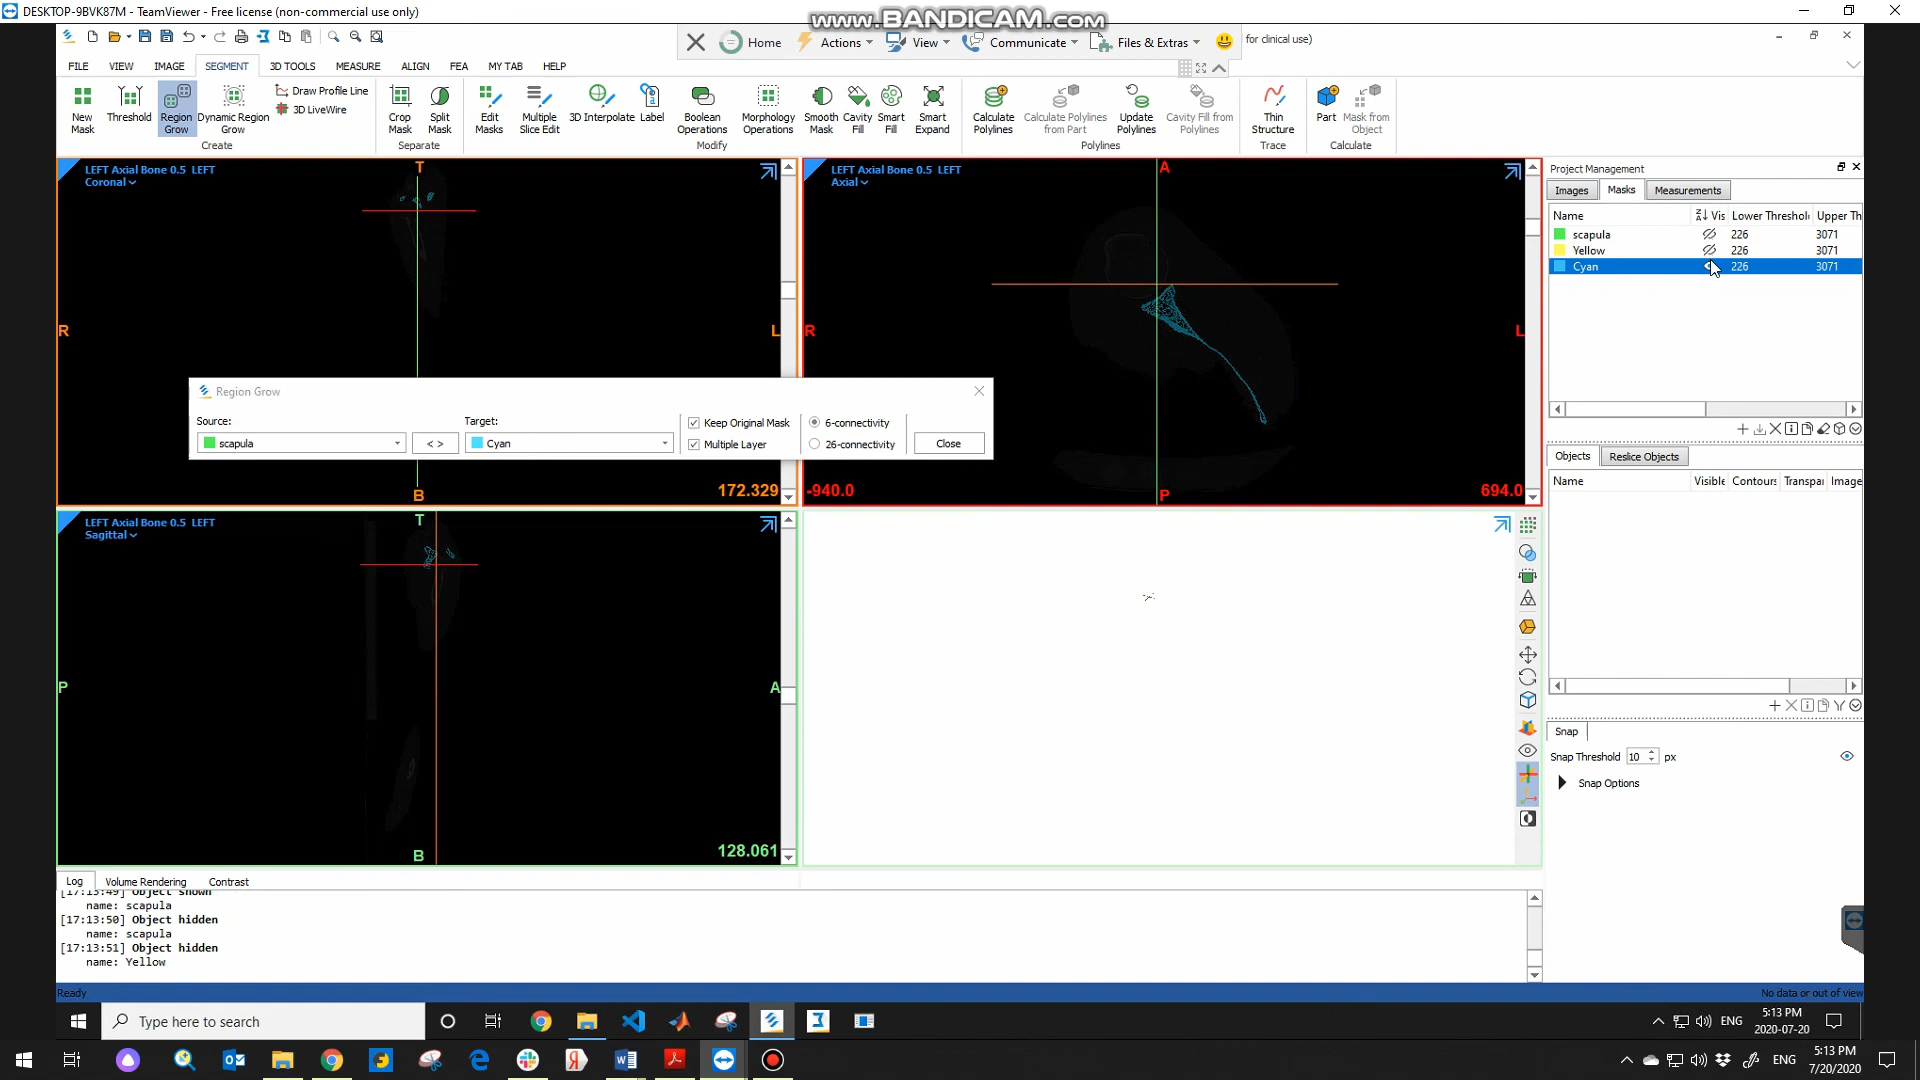 DESKTOP-9BVK87M - TeamViewer - Free license (non-commercial use only)
www.BANDICAM.com
Home Actions View Communicate Files & Extras
for clinical use)
FILE VIEW IMAGE SEGMENT 3D TOOLS MEASURE ALIGN FEA MY TAB HELP
New Mask
Threshold
Region Grow
Dynamic Region Grow
Draw Profile Line
3D LiveWire
Create
Crop Mask
Split Mask
Separate
Edit Masks
Multiple Slice Edit
3D Interpolate
Label
Boolean Operations
Morphology Operations
Smooth Mask
Cavity Fill
Smart Fill
Smart Expand
Modify
Calculate Polylines
Calculate Polylines from Part
Update Polylines
Cavity Fill from Polylines
Polylines
Thin Structure
Trace
Part
Mask from Object
Calculate
LEFT Axial Bone 0.5 LEFT
Coronal
T
R
L
B
172.329
LEFT Axial Bone 0.5 LEFT
Axial
A
R
L
P
-940.0
694.0
Region Grow
Source:
scapula
< >
Target:
Cyan
Keep Original Mask
Multiple Layer
6-connectivity
26-connectivity
Close
LEFT Axial Bone 0.5 LEFT
Sagittal
T
P
A
B
128.061
Project Management
Images Masks Measurements
Name Vis Lower Threshold Upper Th
scapula 226 3071
Yellow 226 3071
Cyan 226 3071
Objects Reslice Objects
Name Visible Contours Transpar Image
Snap
Snap Threshold 10 px
Snap Options
Log Volume Rendering Contrast
[17:13:49] Object shown
name: scapula
[17:13:50] Object hidden
name: scapula
[17:13:51] Object hidden
name: Yellow
Ready
No data or out of view
Type here to search
ENG
5:13 PM
2020-07-20
ENG
5:13 PM
7/20/2020